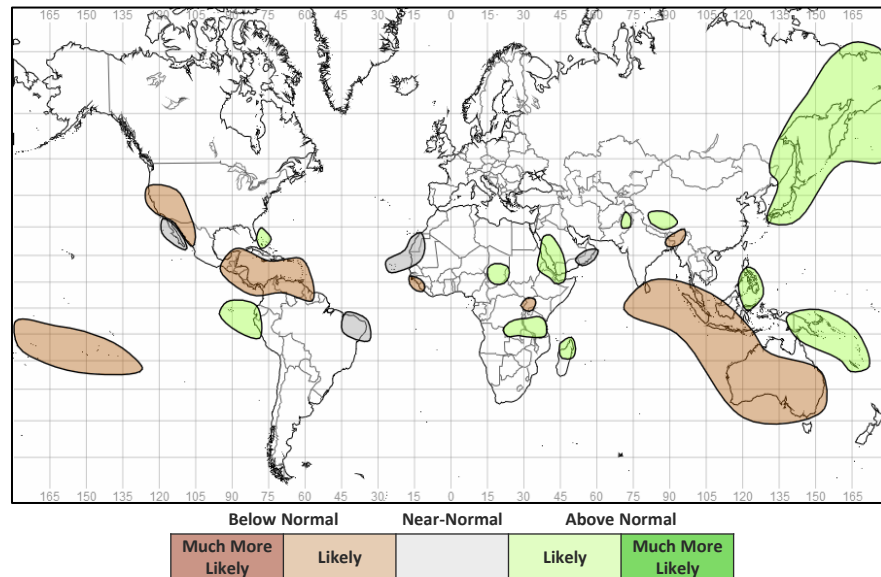 165 135 105 90 75 60 45 30 15 0 15 30 45 60 75 90 105 120 135 150 165
165 150 135 120 105 90 75 60 45 30 15 0 15 30 45 60 75 90 105 120 135 150 165
Below Normal Near-Normal Above Normal
Much More Likely Likely Likely Much More Likely